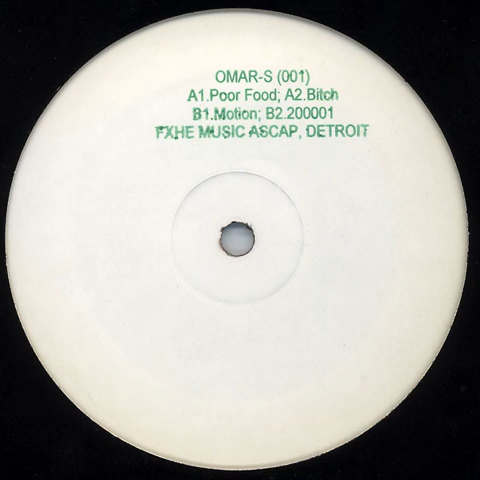 OMAR-S (001)
A1.Poor Food; A2.Bitch
B1.Motion; B2.200001
FXHE MUSIC ASCAP, DETROIT